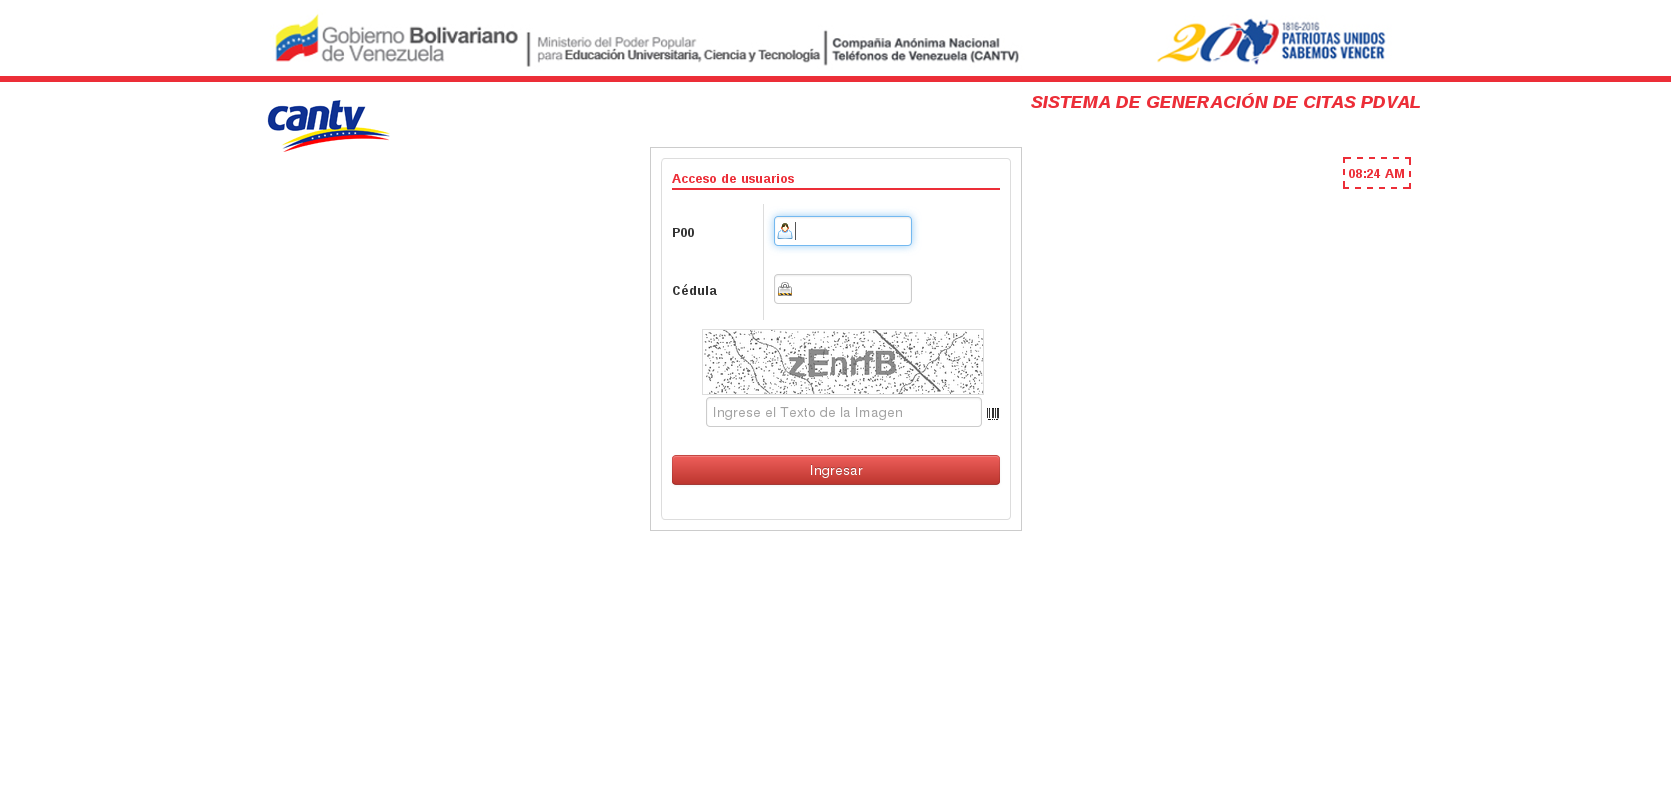 Gobierno Bolivariano
de Venezuela
Ministerio del Poder Popular
para Educación Universitaria, Ciencia y Tecnología
Compañia Anónima Nacional
Teléfonos de Venezuela (CANTV)
200
1816-2016
PATRIOTAS UNIDOS
SABEMOS VENCER
cantv
SISTEMA DE GENERACIÓN DE CITAS PDVAL
08:24 AM
Acceso de usuarios
P00
Cédula
zEnrfB
Ingrese el Texto de la Imagen
Ingresar